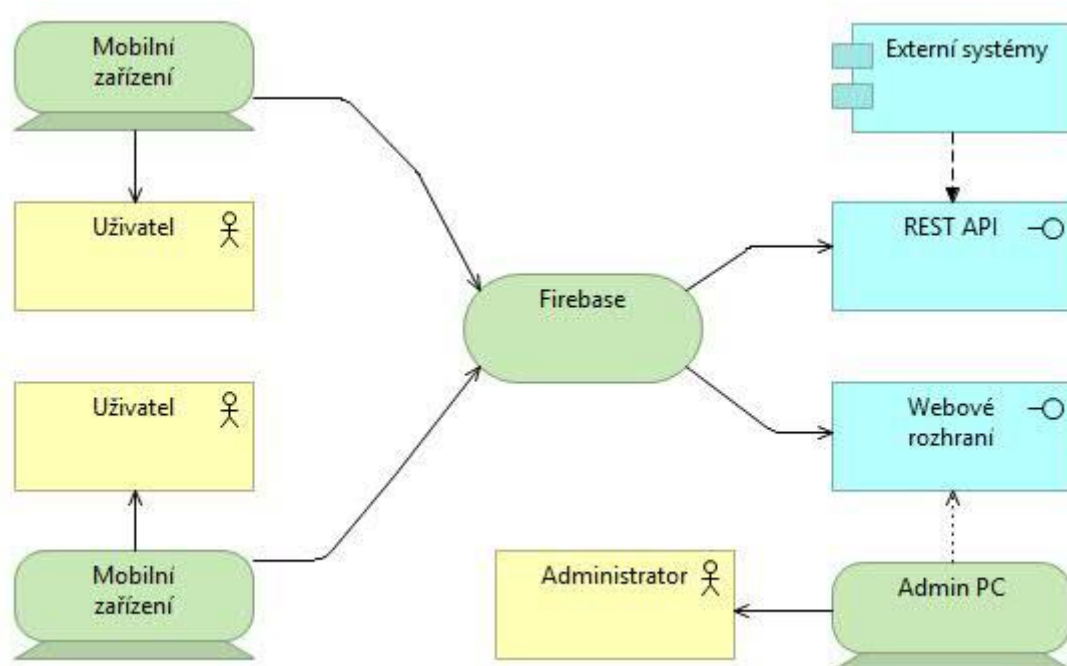 Mobilní
zařízení
Externí systémy
Uživatel
REST API
Firebase
Uživatel
Webové
rozhraní
Mobilní
zařízení
Administrator
Admin PC